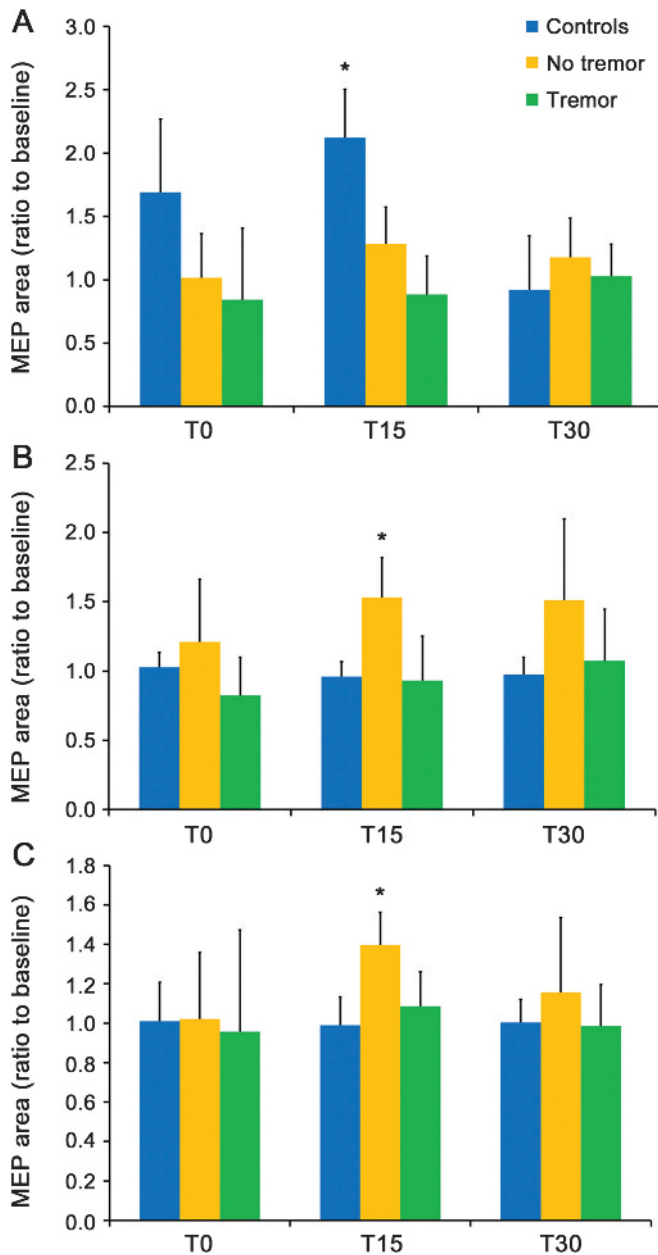 A
3.0
2.5
2.0
1.5
1.0
0.5
0.0
MEP area (ratio to baseline)
*
Controls
No tremor
Tremor
T0 T15 T30
B
2.5
2.0
1.5
1.0
0.5
0.0
MEP area (ratio to baseline)
*
T0 T15 T30
C
1.8
1.6
1.4
1.2
1.0
0.8
0.6
0.4
0.2
0.0
MEP area (ratio to baseline)
*
T0 T15 T30